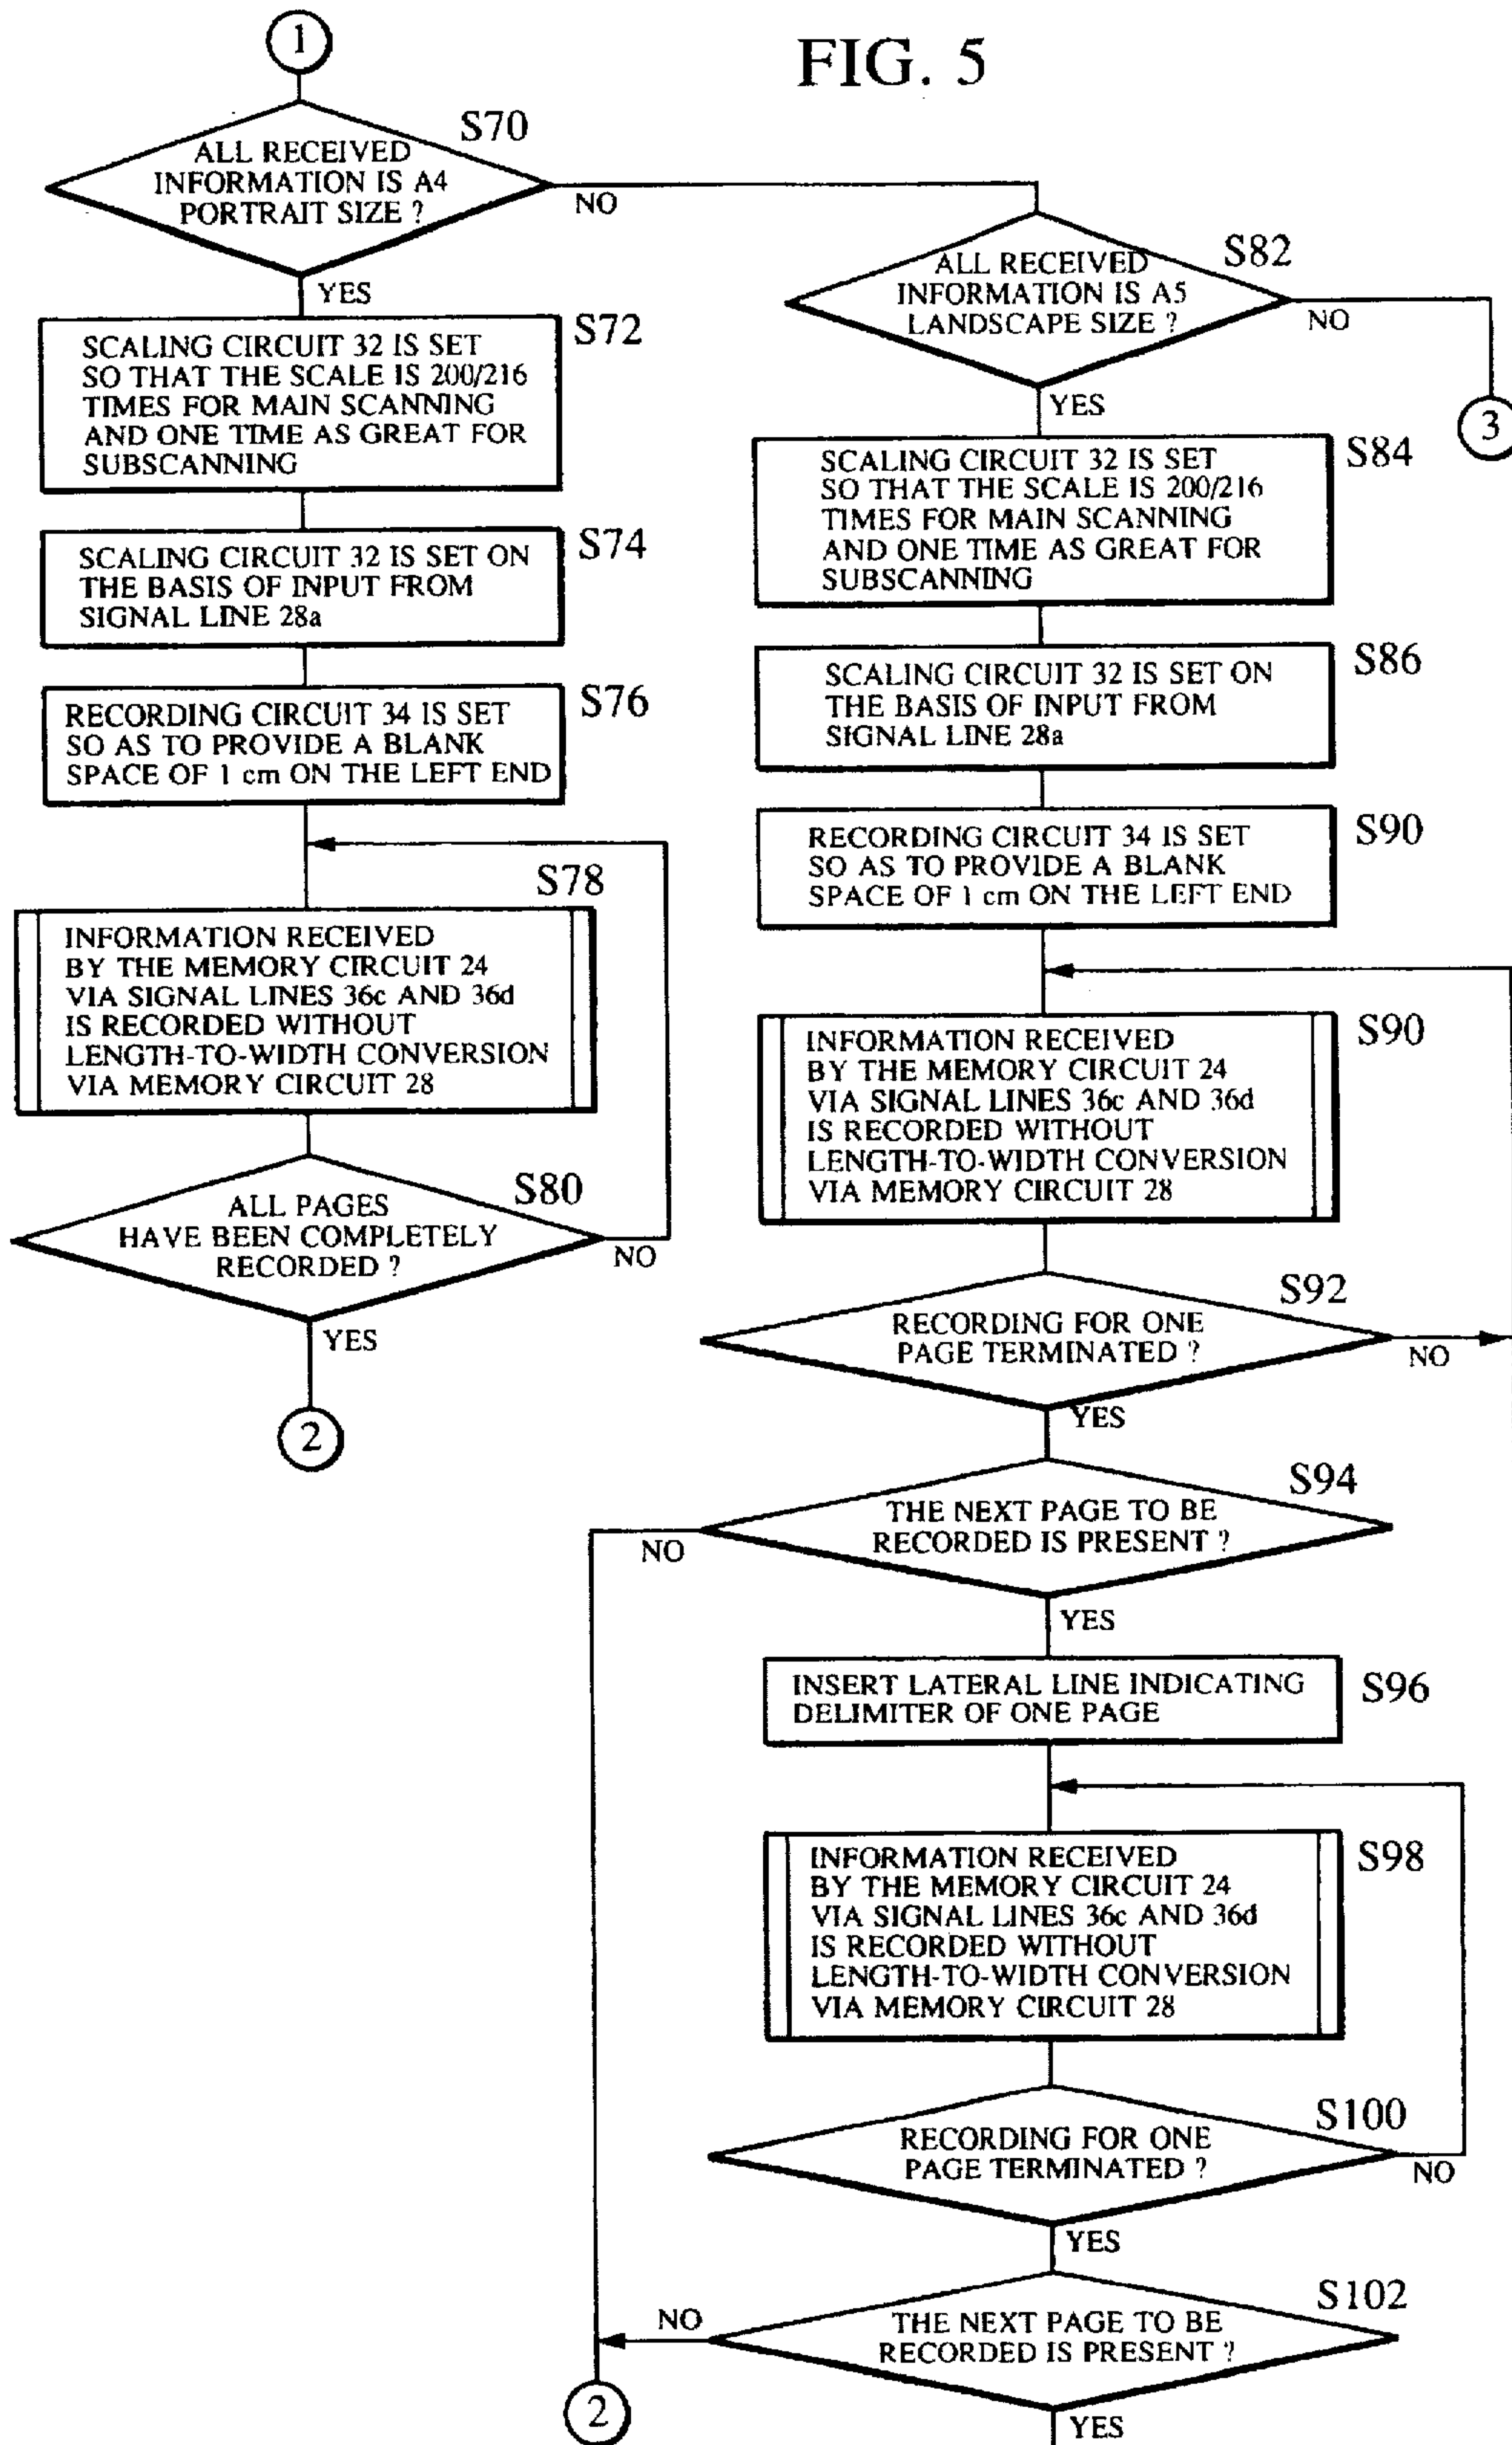 FIG. 5
1
S70
ALL RECEIVED
INFORMATION IS A4
PORTRAIT SIZE ?
NO
YES
S72
SCALING CIRCUIT 32 IS SET
SO THAT THE SCALE IS 200/216
TIMES FOR MAIN SCANNING
AND ONE TIME AS GREAT FOR
SUBSCANNING
S74
SCALING CIRCUIT 32 IS SET ON
THE BASIS OF INPUT FROM
SIGNAL LINE 28a
S76
RECORDING CIRCUIT 34 IS SET
SO AS TO PROVIDE A BLANK
SPACE OF 1 cm ON THE LEFT END
S78
INFORMATION RECEIVED
BY THE MEMORY CIRCUIT 24
VIA SIGNAL LINES 36c AND 36d
IS RECORDED WITHOUT
LENGTH-TO-WIDTH CONVERSION
VIA MEMORY CIRCUIT 28
S80
ALL PAGES
HAVE BEEN COMPLETELY
RECORDED ?
NO
YES
2
S82
ALL RECEIVED
INFORMATION IS A5
LANDSCAPE SIZE ?
NO
YES
3
S84
SCALING CIRCUIT 32 IS SET
SO THAT THE SCALE IS 200/216
TIMES FOR MAIN SCANNING
AND ONE TIME AS GREAT FOR
SUBSCANNING
S86
SCALING CIRCUIT 32 IS SET ON
THE BASIS OF INPUT FROM
SIGNAL LINE 28a
S90
RECORDING CIRCUIT 34 IS SET
SO AS TO PROVIDE A BLANK
SPACE OF 1 cm ON THE LEFT END
S90
INFORMATION RECEIVED
BY THE MEMORY CIRCUIT 24
VIA SIGNAL LINES 36c AND 36d
IS RECORDED WITHOUT
LENGTH-TO-WIDTH CONVERSION
VIA MEMORY CIRCUIT 28
S92
RECORDING FOR ONE
PAGE TERMINATED ?
NO
YES
S94
THE NEXT PAGE TO BE
RECORDED IS PRESENT ?
NO
YES
S96
INSERT LATERAL LINE INDICATING
DELIMITER OF ONE PAGE
S98
INFORMATION RECEIVED
BY THE MEMORY CIRCUIT 24
VIA SIGNAL LINES 36c AND 36d
IS RECORDED WITHOUT
LENGTH-TO-WIDTH CONVERSION
VIA MEMORY CIRCUIT 28
S100
RECORDING FOR ONE
PAGE TERMINATED ?
NO
YES
S102
THE NEXT PAGE TO BE
RECORDED IS PRESENT ?
NO
2
YES